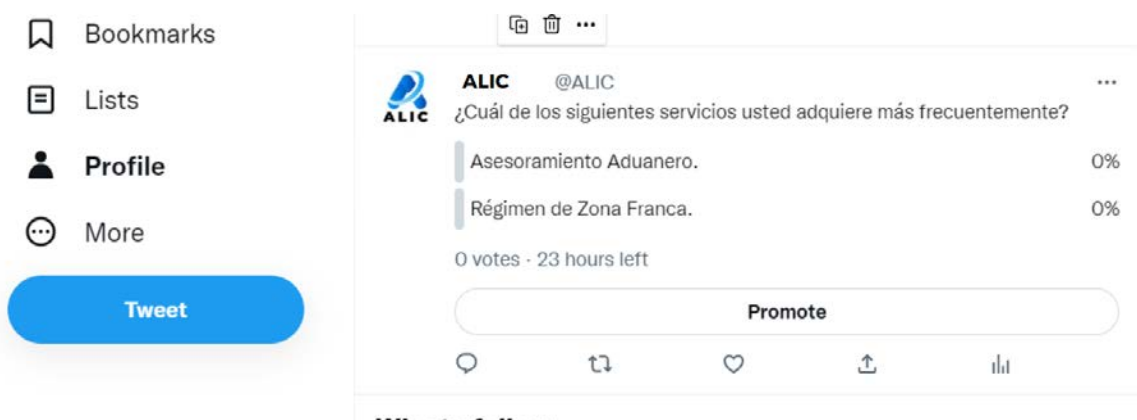 Bookmarks
Lists
Profile
More
Tweet
ALIC @ALIC
ALIC
¿Cuál de los siguientes servicios usted adquiere más frecuentemente?
Asesoramiento Aduanero. 0%
Régimen de Zona Franca. 0%
0 votes · 23 hours left
Promote